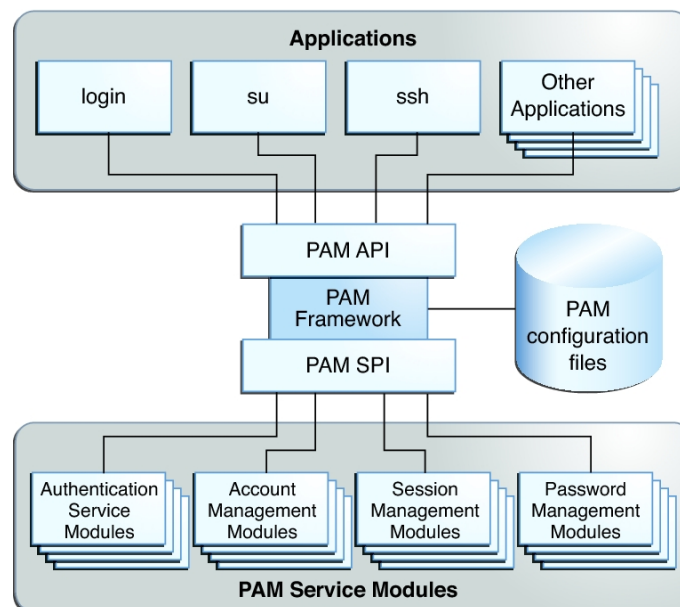 Applications
login
su
ssh
Other
Applications
PAM API
PAM
Framework
PAM SPI
PAM
configuration
files
Authentication
Service
Modules
Account
Management
Modules
Session
Management
Modules
Password
Management
Modules
PAM Service Modules